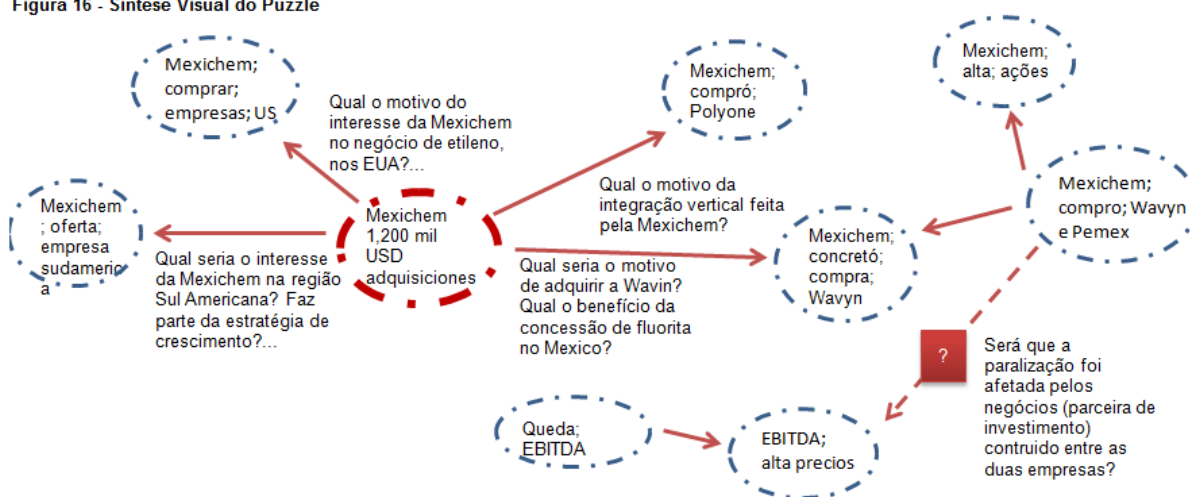 Figura 16 - Síntese Visual do Puzzle
Mexichem;
comprar;
empresas; US
Qual o motivo do
interesse da Mexichem
no negócio de etileno,
nos EUA?...
Mexichem;
compró;
Polyone
Mexichem;
alta; ações
Mexichem
; oferta;
empresa
sudameric
a
Qual seria o interesse
da Mexichem na região
Sul Americana? Faz
parte da estratégia de
crescimento?...
Mexichem
1,200 mil
USD
adquisiciones
Qual o motivo da
integração vertical feita
pela Mexichem?
Qual seria o motivo
de adquirir a Wavin?
Qual o benefício da
concessão de fluorita
no Mexico?
Mexichem;
concretó;
compra;
Wavyn
Mexichem;
compro; Wavyn
e Pemex
?
Será que a
paralização foi
afetada pelos
negócios (parceira de
investimento)
contruido entre as
duas empresas?
Queda;
EBITDA
EBITDA;
alta precios